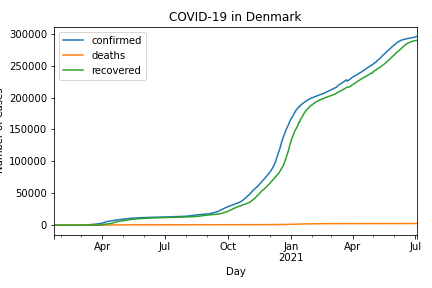 COVID-19 in Denmark
confirmed
deaths
recovered
300000
250000
200000
150000
100000
50000
0
Apr
Jul
Oct
Jan
2021
Apr
Jul
Day